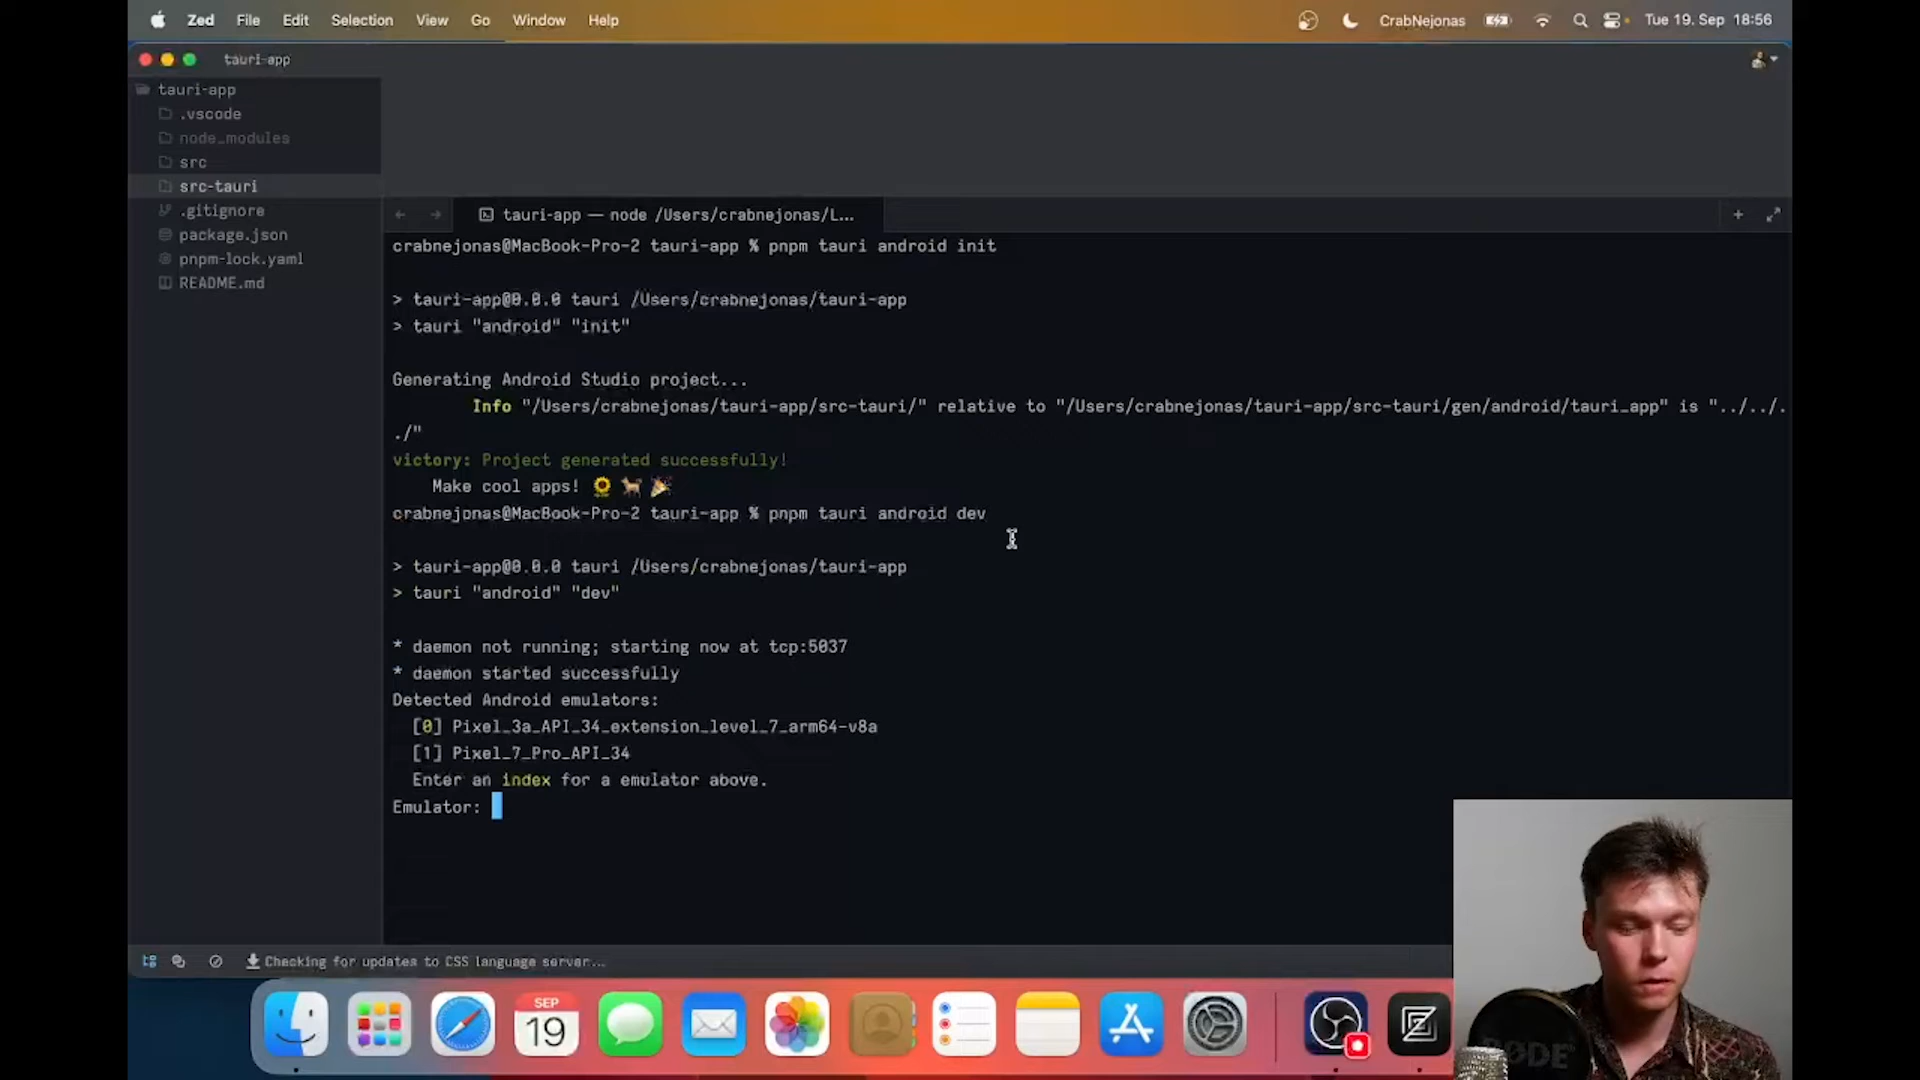 Zed File Edit Selection View Go Window Help CrabNejonas Tue 19. Sep 18:56
tauri-app
tauri-app
.vscode
node_modules
src
src-tauri
.gitignore
package.json
pnpm-lock.yaml
README.md
tauri-app — node /Users/crabnejonas/L...
crabnejonas@MacBook-Pro-2 tauri-app % pnpm tauri android init
> tauri-app@0.0.0 tauri /Users/crabnejonas/tauri-app
> tauri "android" "init"
Generating Android Studio project...
Info "/Users/crabnejonas/tauri-app/src-tauri/" relative to "/Users/crabnejonas/tauri-app/src-tauri/gen/android/tauri_app" is "../../.
./"
victory: Project generated successfully!
Make cool apps! 🌻 🐕 🎉
crabnejonas@MacBook-Pro-2 tauri-app % pnpm tauri android dev
> tauri-app@0.0.0 tauri /Users/crabnejonas/tauri-app
> tauri "android" "dev"
* daemon not running; starting now at tcp:5037
* daemon started successfully
Detected Android emulators:
[0] Pixel_3a_API_34_extension_level_7_arm64-v8a
[1] Pixel_7_Pro_API_34
Enter an index for a emulator above.
Emulator:
Checking for updates to CSS language server...
SEP
19
RODE